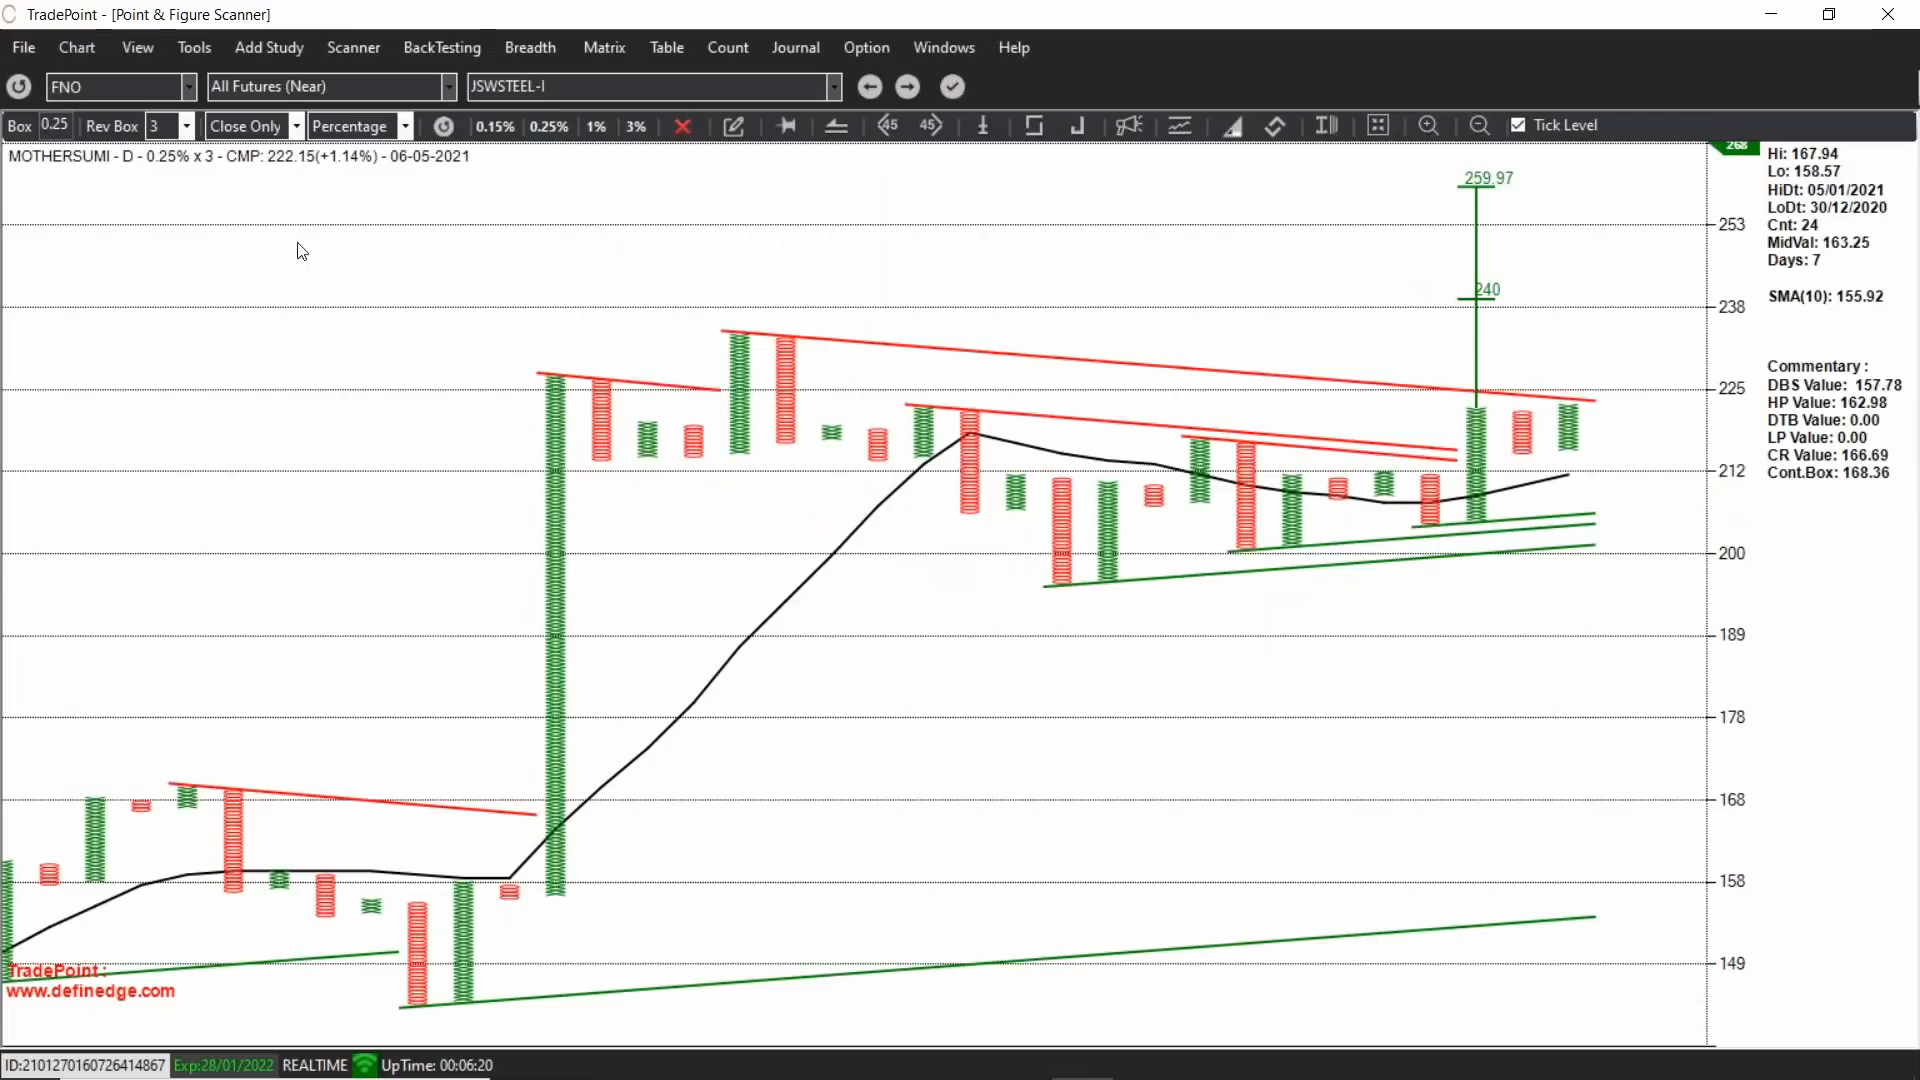 TradePoint - [Point & Figure Scanner]
File Chart View Tools Add Study Scanner BackTesting Breadth Matrix Table Count Journal Option Windows Help
FNO All Futures (Near) JSWSTEEL-I
Box 0.25 Rev Box 3 Close Only Percentage 0.15% 0.25% 1% 3% 45 45 Tick Level
MOTHERSUMI - D - 0.25% x 3 - CMP: 222.15(+1.14%) - 06-05-2021
268
259.97
253
240
238
225
212
200
189
178
168
158
149
Hi: 167.94
Lo: 158.57
HiDt: 05/01/2021
LoDt: 30/12/2020
Cnt: 24
MidVal: 163.25
Days: 7
SMA(10): 155.92
Commentary :
DBS Value: 157.78
HP Value: 162.98
DTB Value: 0.00
LP Value: 0.00
CR Value: 166.69
Cont.Box: 168.36
TradePoint :
www.definedge.com
ID:2101270160726414867 Exp:28/01/2022 REALTIME UpTime: 00:06:20